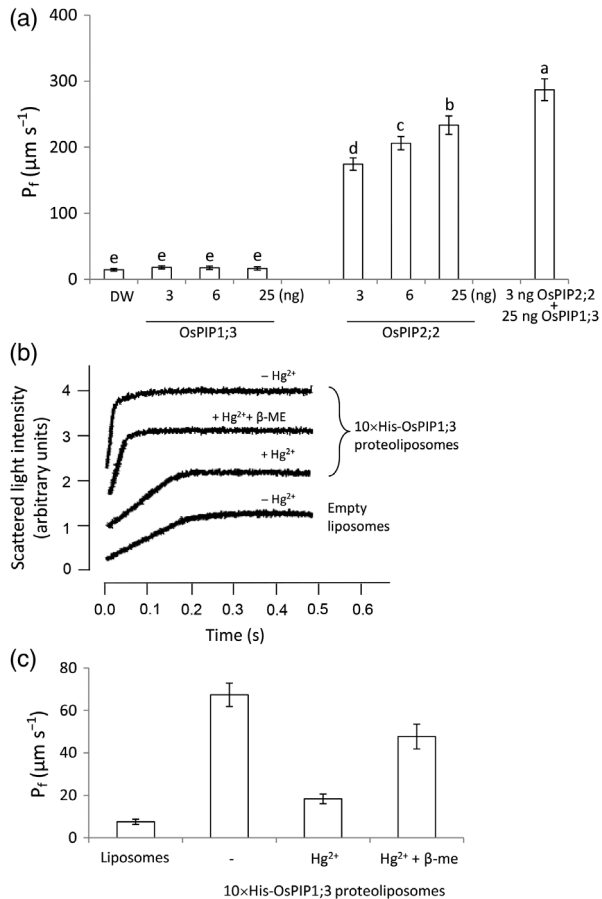 (a)
400
300
200
100
0
Pf (µm s⁻¹)
e e e e d c b a
DW 3 6 25 (ng) 3 6 25 (ng) 3 ng OsPIP2;2
+
25 ng OsPIP1;3
OsPIP1;3 OsPIP2;2
(b)
Scattered light intensity
(arbitrary units)
4
3
2
1
0
– Hg²⁺
+ Hg²⁺ + β-ME
+ Hg²⁺
– Hg²⁺
10×His-OsPIP1;3
proteoliposomes
Empty
liposomes
0.0 0.1 0.2 0.3 0.4 0.5 0.6
Time (s)
(c)
80
60
40
20
0
Pf (µm s⁻¹)
Liposomes - Hg²⁺ Hg²⁺ + β-me
10×His-OsPIP1;3 proteoliposomes